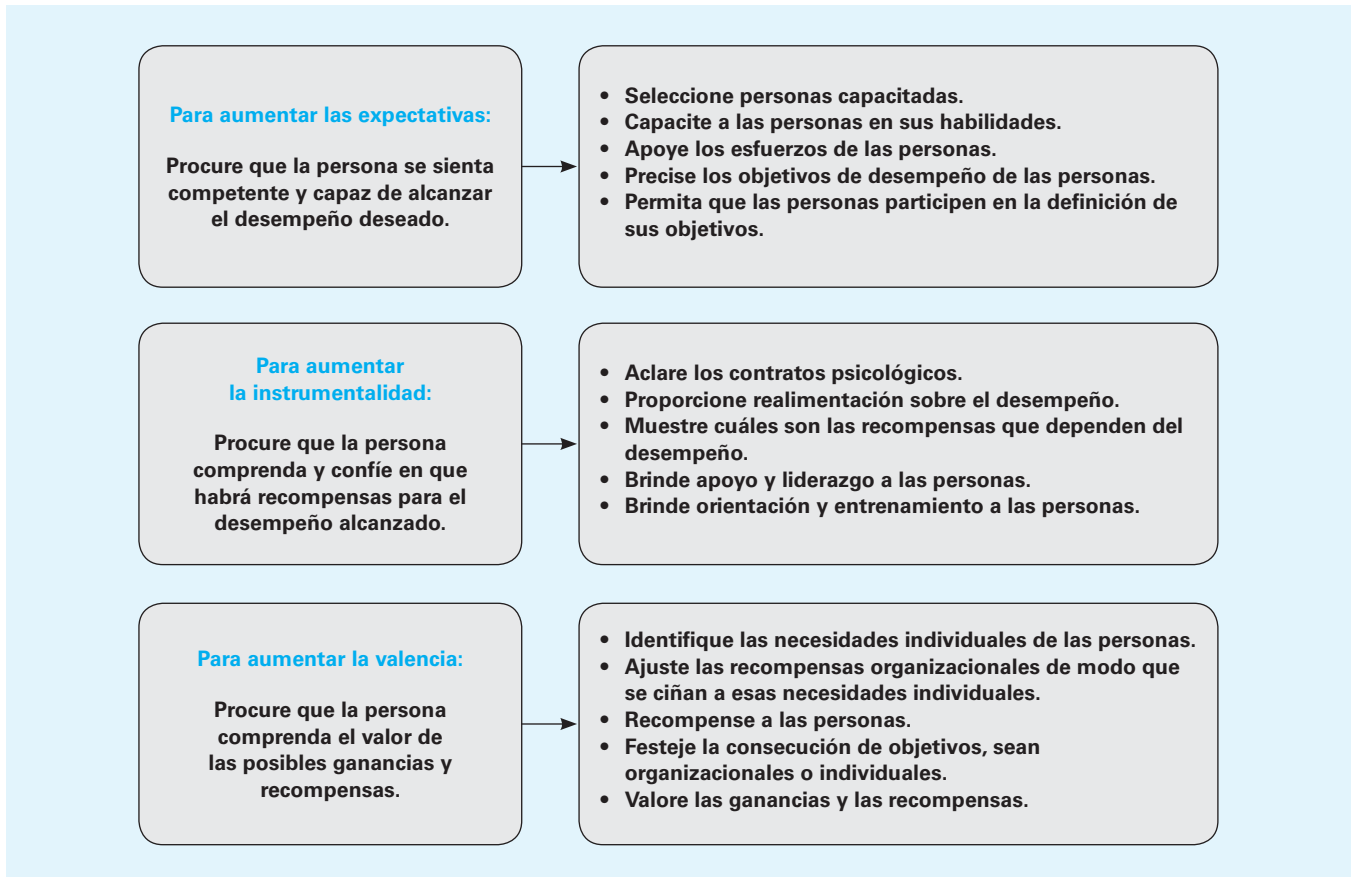 Para aumentar las expectativas:
Procure que la persona se sienta
competente y capaz de alcanzar
el desempeño deseado.
• Seleccione personas capacitadas.
• Capacite a las personas en sus habilidades.
• Apoye los esfuerzos de las personas.
• Precise los objetivos de desempeño de las personas.
• Permita que las personas participen en la definición de
sus objetivos.
Para aumentar
la instrumentalidad:
Procure que la persona
comprenda y confíe en que
habrá recompensas para el
desempeño alcanzado.
• Aclare los contratos psicológicos.
• Proporcione realimentación sobre el desempeño.
• Muestre cuáles son las recompensas que dependen del
desempeño.
• Brinde apoyo y liderazgo a las personas.
• Brinde orientación y entrenamiento a las personas.
Para aumentar la valencia:
Procure que la persona
comprenda el valor de
las posibles ganancias y
recompensas.
• Identifique las necesidades individuales de las personas.
• Ajuste las recompensas organizacionales de modo que
se ciñan a esas necesidades individuales.
• Recompense a las personas.
• Festeje la consecución de objetivos, sean
organizacionales o individuales.
• Valore las ganancias y las recompensas.